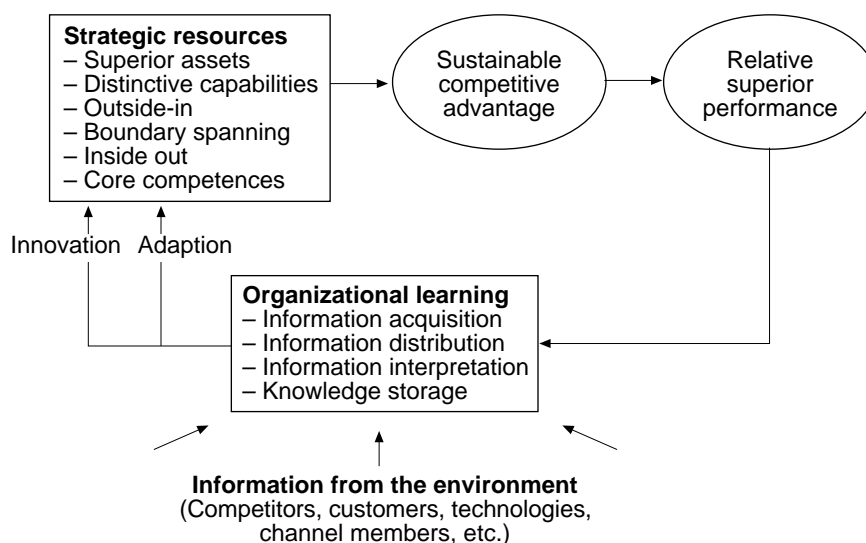 Strategic resources
– Superior assets
– Distinctive capabilities
– Outside-in
– Boundary spanning
– Inside out
– Core competences
Sustainable
competitive
advantage
Relative
superior
performance
Innovation
Adaption
Organizational learning
– Information acquisition
– Information distribution
– Information interpretation
– Knowledge storage
Information from the environment
(Competitors, customers, technologies,
channel members, etc.)